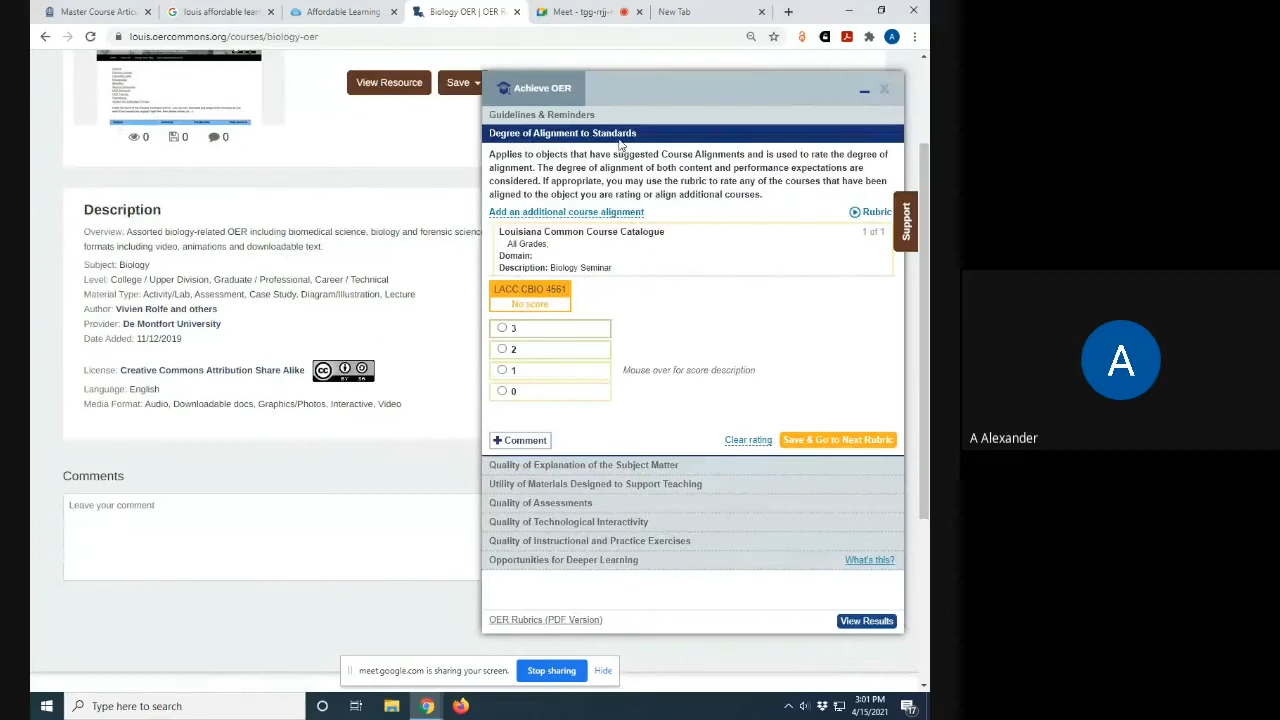 Master Course Artic
louis affordable lear
Affordable Learning
Biology OER | OER R
Meet - tgg-rrjj-r
New Tab
louis.oercommons.org/courses/biology-oer
A
View Resource
Save
0
0
0
Achieve OER
Guidelines & Reminders
Degree of Alignment to Standards
Applies to objects that have suggested Course Alignments and is used to rate the degree of
alignment. The degree of alignment of both content and performance expectations are
considered. If appropriate, you may use the rubric to rate any of the courses that have been
aligned to the object you are rating or align additional courses.
Add an additional course alignment
Rubric
Louisiana Common Course Catalogue
1 of 1
All Grades,
Domain:
Description: Biology Seminar
LACC.CBIO 4561
No score
3
2
1
0
Mouse over for score description
Comment
Clear rating
Save & Go to Next Rubric
Quality of Explanation of the Subject Matter
Utility of Materials Designed to Support Teaching
Quality of Assessments
Quality of Technological Interactivity
Quality of Instructional and Practice Exercises
Opportunities for Deeper Learning
What's this?
OER Rubrics (PDF Version)
View Results
Support
Description
Overview: Assorted biology-related OER including biomedical science, biology and forensic scienc
formats including video, animations and downloadable text.
Subject: Biology
Level: College / Upper Division, Graduate / Professional, Career / Technical
Material Type: Activity/Lab, Assessment, Case Study, Diagram/Illustration, Lecture
Author: Vivien Rolfe and others
Provider: De Montfort University
Date Added: 11/12/2019
License: Creative Commons Attribution Share Alike
cc
BY SA
Language: English
Media Format: Audio, Downloadable docs, Graphics/Photos, Interactive, Video
Comments
Leave your comment
meet.google.com is sharing your screen.
Stop sharing
Hide
Type here to search
3:01 PM
4/15/2021
17
A
A Alexander